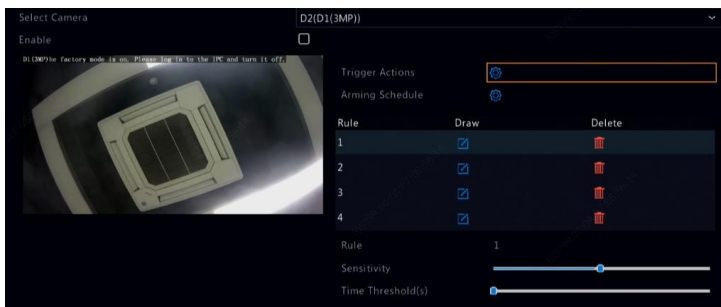 Select Camera D2(D1(3MP))
Enable
D1(3MP)he factory mode is on. Please log in to the IPC and turn it off.
Trigger Actions
Arming Schedule
Rule Draw Delete
1
2
3
4
Rule 1
Sensitivity
Time Threshold(s)